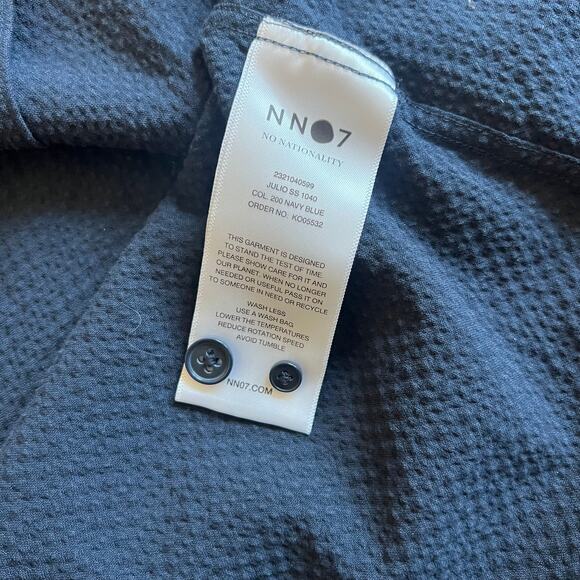 NN07
NO NATIONALITY
2321040599
JULIO SS 1040
COL. 200 NAVY BLUE
ORDER NO. KO05532
THIS GARMENT IS DESIGNED
TO STAND THE TEST OF TIME
PLEASE SHOW CARE FOR IT AND
OUR PLANET. WHEN NO LONGER
NEEDED OR USEFUL PASS IT ON
TO SOMEONE IN NEED OR RECYCLE
WASH LESS
USE A WASH BAG
LOWER THE TEMPERATURES
REDUCE ROTATION SPEED
AVOID TUMBLE
NN07.COM